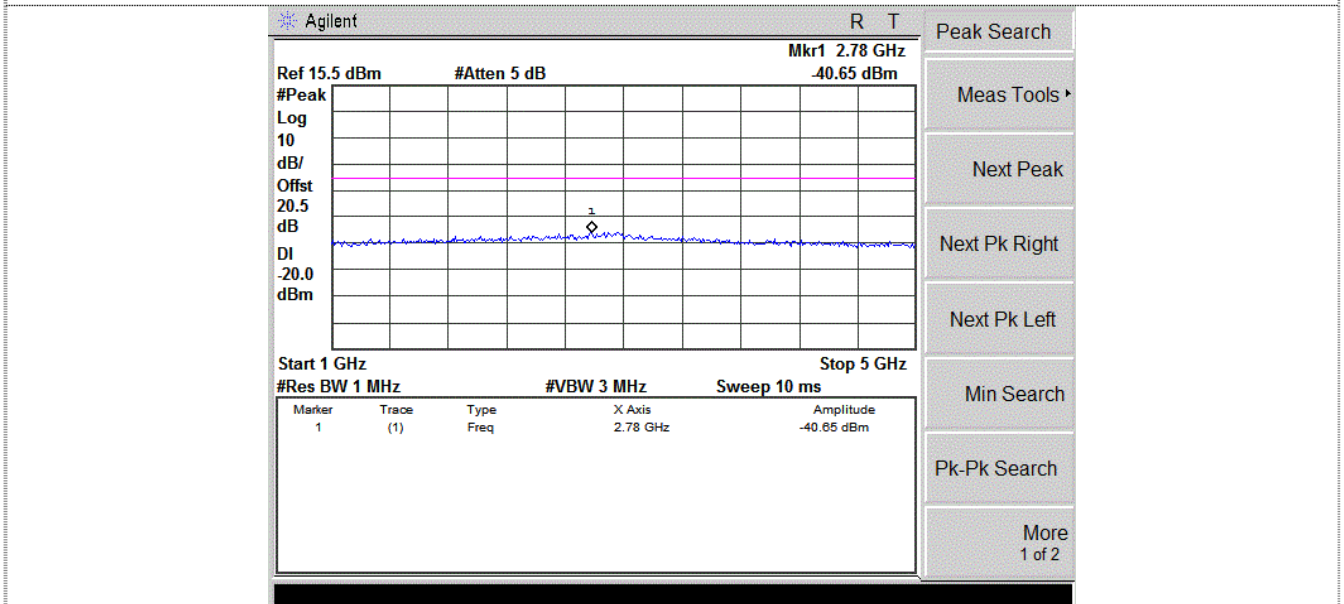 Agilent R T
Mkr1 2.78 GHz
Ref 15.5 dBm #Atten 5 dB -40.65 dBm
#Peak
Log
10
dB/
Offst
20.5
dB
DI
-20.0
dBm
1
Start 1 GHz Stop 5 GHz
#Res BW 1 MHz #VBW 3 MHz Sweep 10 ms
Marker Trace Type X Axis Amplitude
1 (1) Freq 2.78 GHz -40.65 dBm
Peak Search
Meas Tools
Next Peak
Next Pk Right
Next Pk Left
Min Search
Pk-Pk Search
More
1 of 2